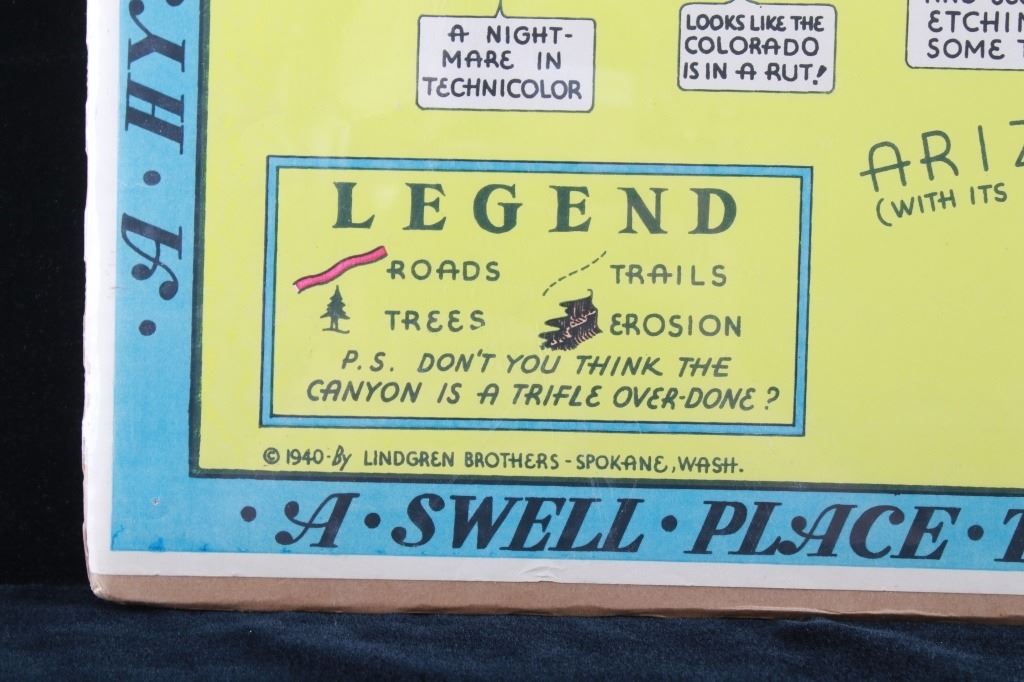 A NIGHT-
MARE IN
TECHNICOLOR
LOOKS LIKE THE
COLORADO
IS IN A RUT!
ETCHIN
SOME T
ARIZ
(WITH ITS
LEGEND
ROADS
TRAILS
TREES
EROSION
P.S. DON'T YOU THINK THE
CANYON IS A TRIFLE OVER-DONE?
© 1940-By LINDGREN BROTHERS-SPOKANE, WASH.
• A • HYS
• A • SWELL • PLACE • T